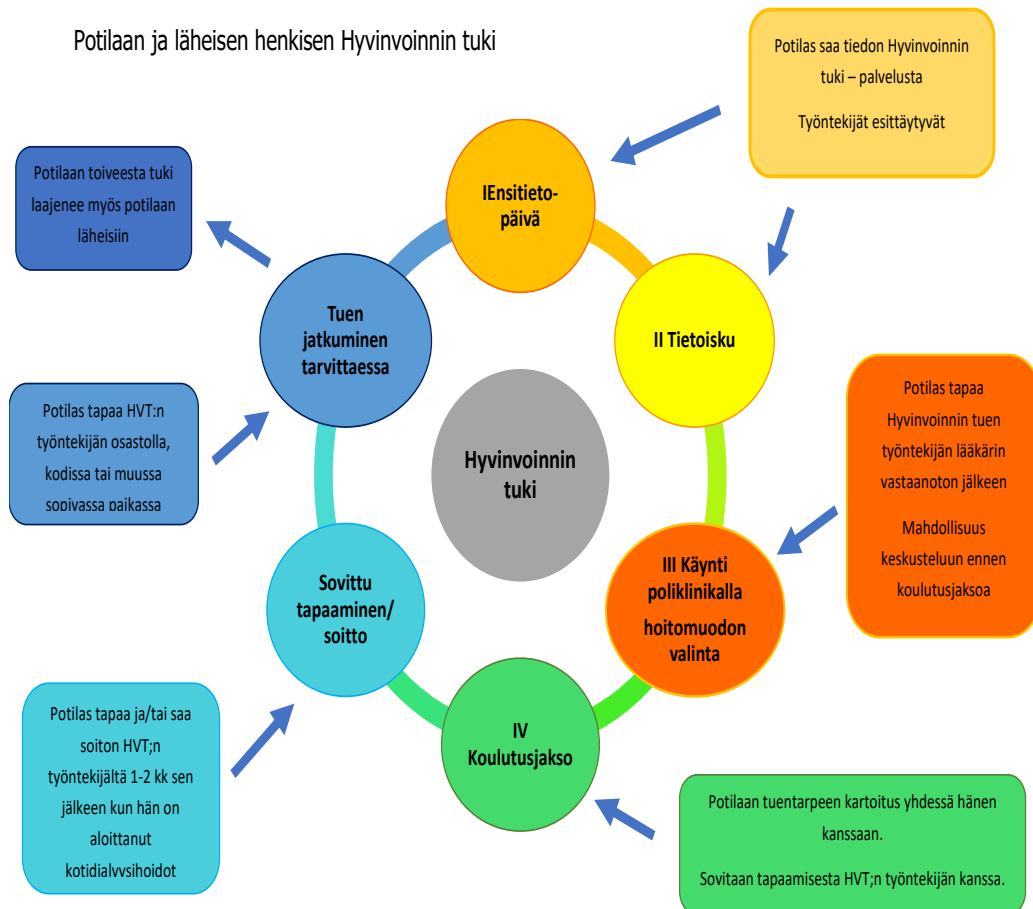 Potilaan ja läheisen henkisen Hyvinvoinnin tuki
Potilas saa tiedon Hyvinvoinnin
tuki – palvelusta
Työntekijät esittäytyvät
IEnsitieto-
päivä
II Tietoisku
Potilas tapaa
Hyvinvoinnin tuen
työntekijän lääkärin
vastaanoton jälkeen
Mahdollisuus
keskusteluun ennen
koulutusjaksoa
III Käynti
poliklinikalla
hoitomuodon
valinta
IV
Koulutusjakso
Potilaan tuentarpeen kartoitus yhdessä hänen
kanssaan.
Sovitaan tapaamisesta HVT;n työntekijän kanssa.
Sovittu
tapaaminen/
soitto
Potilas tapaa ja/tai saa
soiton HVT;n
työntekijältä 1-2 kk sen
jälkeen kun hän on
aloittanut
kotidialyysihoidot
Tuen
jatkuminen
tarvittaessa
Potilas tapaa HVT:n
työntekijän osastolla,
kodissa tai muussa
sopivassa paikassa
Potilaan toiveesta tuki
laajenee myös potilaan
läheisiin
Hyvinvoinnin
tuki